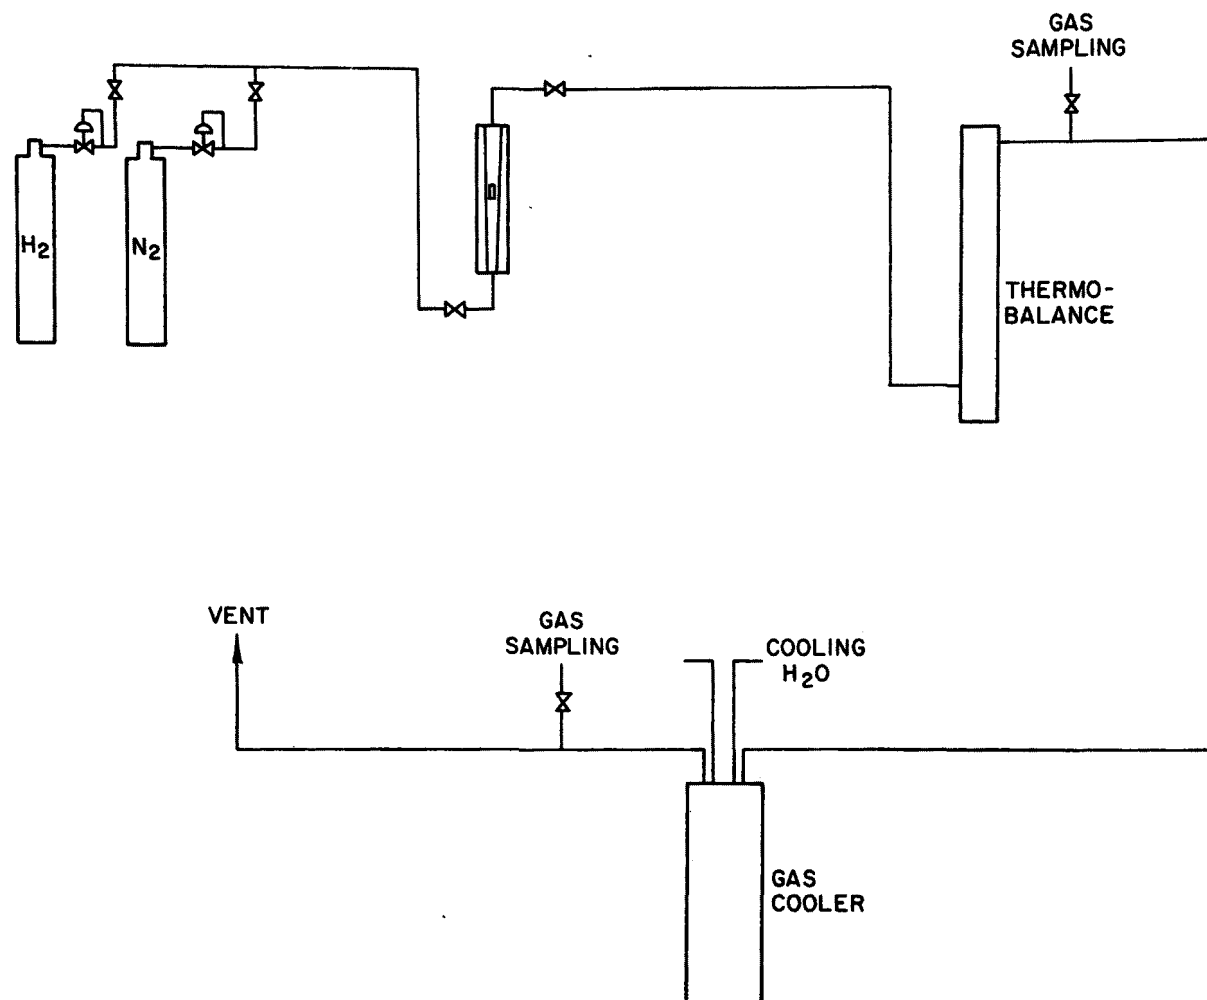 GAS
SAMPLING
H2
N2
THERMO-
BALANCE
VENT
GAS
SAMPLING
COOLING
H2O
GAS
COOLER